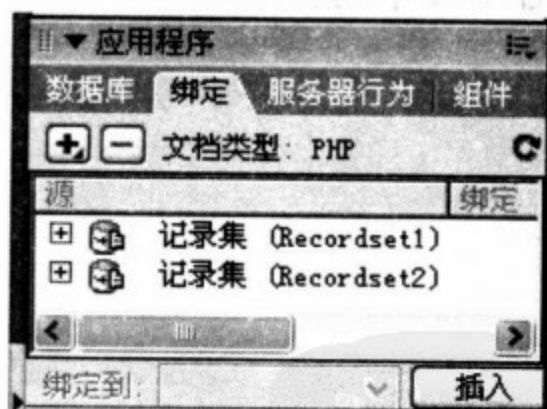 应用程序
数据库 绑定 服务器行为 组件
文档类型: PHP
源 绑定
记录集 (Recordset1)
记录集 (Recordset2)
绑定到: 插入